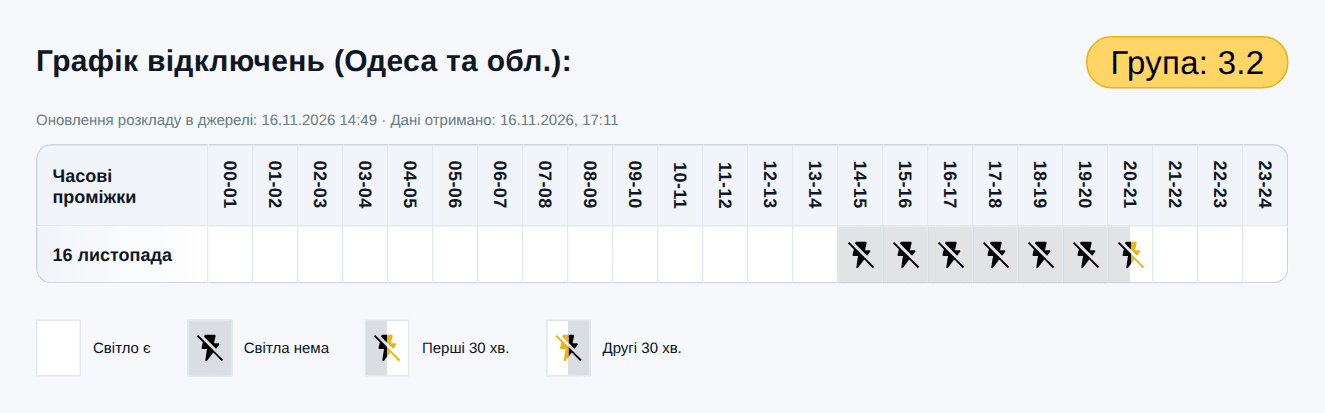 Графік відключень (Одеса та обл.):
Група: 3.2
Оновлення розкладу в джерелі: 16.11.2026 14:49 · Дані отримано: 16.11.2026, 17:11
Часові
проміжки
00-01
01-02
02-03
03-04
04-05
05-06
06-07
07-08
08-09
09-10
10-11
11-12
12-13
13-14
14-15
15-16
16-17
17-18
18-19
19-20
20-21
21-22
22-23
23-24
16 листопада
Світло є
Світла нема
Перші 30 хв.
Другі 30 хв.